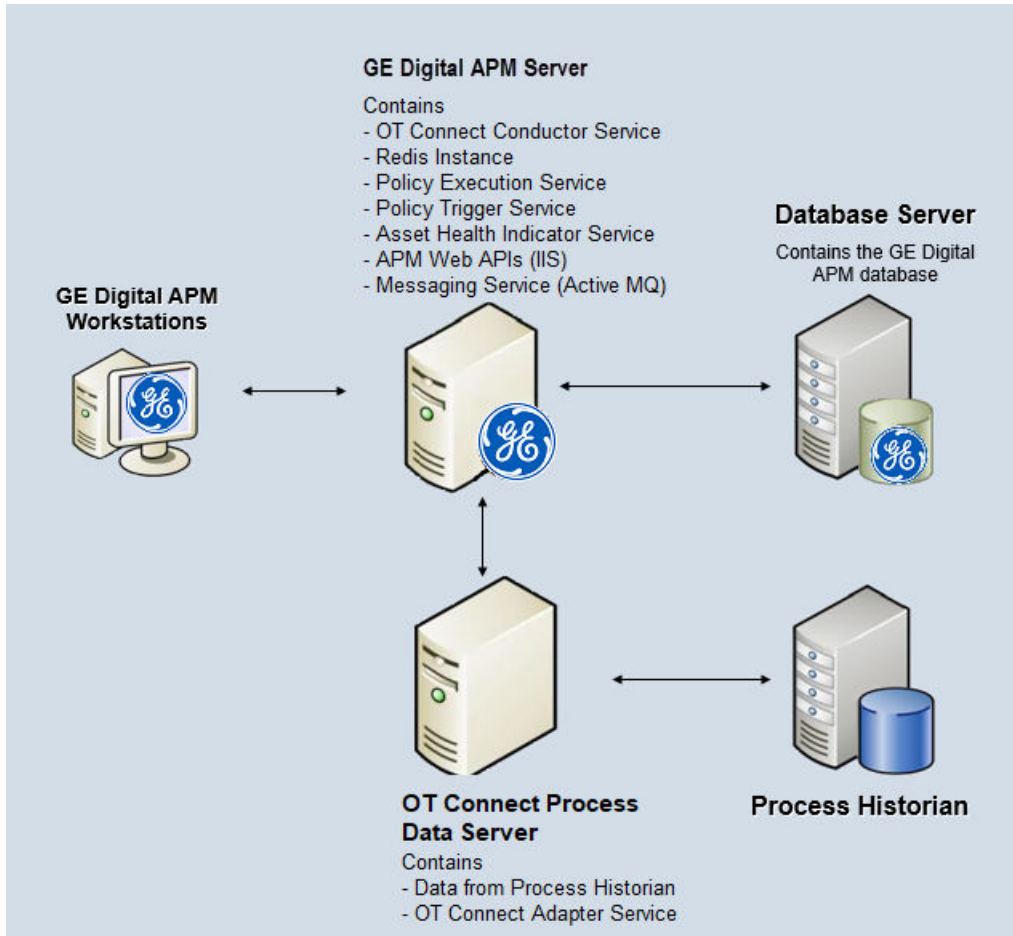 GE Digital APM Server
Contains
- OT Connect Conductor Service
- Redis Instance
- Policy Execution Service
- Policy Trigger Service
- Asset Health Indicator Service
- APM Web APIs (IIS)
- Messaging Service (Active MQ)
Database Server
Contains the GE Digital
APM database
GE Digital APM
Workstations
GE
GE
GE
OT Connect Process
Data Server
Contains
- Data from Process Historian
- OT Connect Adapter Service
Process Historian